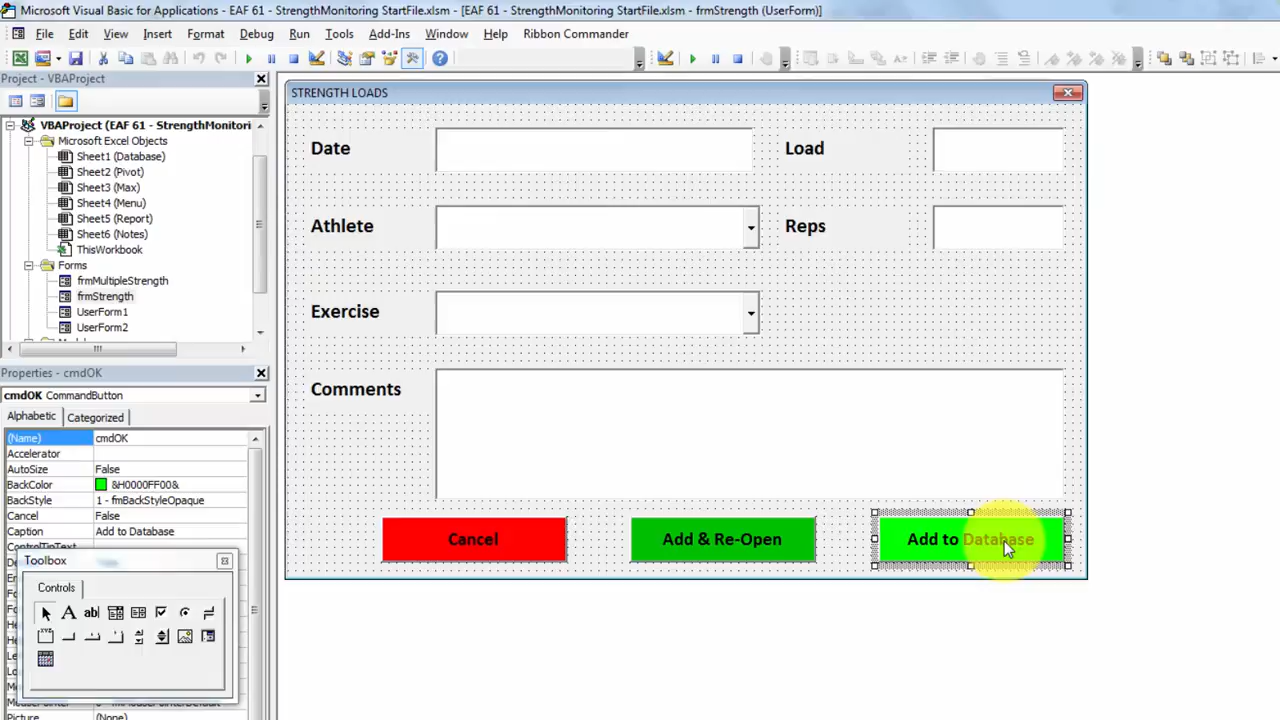 Microsoft Visual Basic for Applications - EAF 61 - StrengthMonitoring StartFile.xlsm - [EAF 61 - StrengthMonitoring StartFile.xlsm - frmStrength (UserForm)]
File Edit View Insert Format Debug Run Tools Add-Ins Window Help Ribbon Commander
Project - VBAProject
VBAProject (EAF 61 - StrengthMonitori
Microsoft Excel Objects
Sheet1 (Database)
Sheet2 (Pivot)
Sheet3 (Max)
Sheet4 (Menu)
Sheet5 (Report)
Sheet6 (Notes)
ThisWorkbook
Forms
frmMultipleStrength
frmStrength
UserForm1
UserForm2
Properties - cmdOK
cmdOK CommandButton
Alphabetic Categorized
(Name) cmdOK
Accelerator
AutoSize False
BackColor &H0000FF00&
BackStyle 1 - fmBackStyleOpaque
Cancel False
Caption Add to Database
Toolbox
Controls
Picture (None)
STRENGTH LOADS
Date Load
Athlete Reps
Exercise
Comments
Cancel Add & Re-Open Add to Database